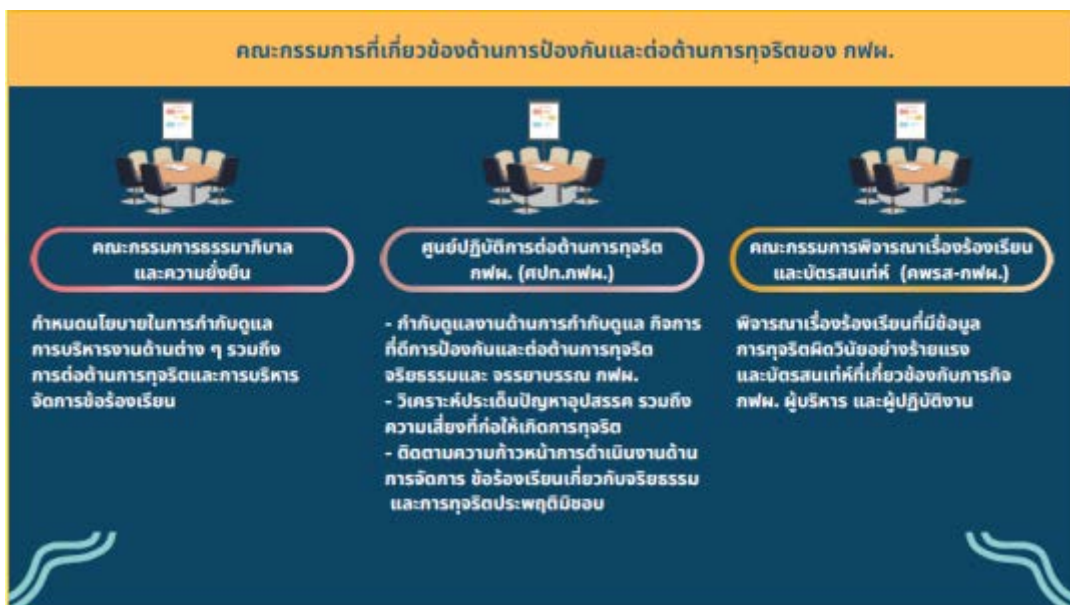 คณะกรรมการที่เกี่ยวข้องด้านการป้องกันและต่อต้านการทุจริตของ กฟผ.
คณะกรรมการธรรมาภิบาล
และความยั่งยืน
กำหนดนโยบายในการกำกับดูแล
การบริหารงานด้านต่าง ๆ รวมถึง
การต่อต้านการทุจริตและการบริหาร
จัดการข้อร้องเรียน
ศูนย์ปฏิบัติการต่อต้านการทุจริต
กฟผ. (ศปท.กฟผ.)
- กำกับดูแลงานด้านการกำกับดูแล กิจการ
ที่ดีการป้องกันและต่อต้านการทุจริต
จริยธรรมและ จรรยาบรรณ กฟผ.
- วิเคราะห์ประเด็นปัญหาอุปสรรค รวมถึง
ความเสี่ยงที่ก่อให้เกิดการทุจริต
- ติดตามความก้าวหน้าการดำเนินงานด้าน
การจัดการ ข้อร้องเรียนเกี่ยวกับจริยธรรม
และการทุจริตประพฤติมิชอบ
คณะกรรมการพิจารณาเรื่องร้องเรียน
และบัตรสนเท่ห์ (คพรส-กฟผ.)
พิจารณาเรื่องร้องเรียนที่มีข้อมูล
การทุจริตผิดวินัยอย่างร้ายแรง
และบัตรสนเท่ห์ที่เกี่ยวข้องกับภารกิจ
กฟผ. ผู้บริหาร และผู้ปฏิบัติงาน